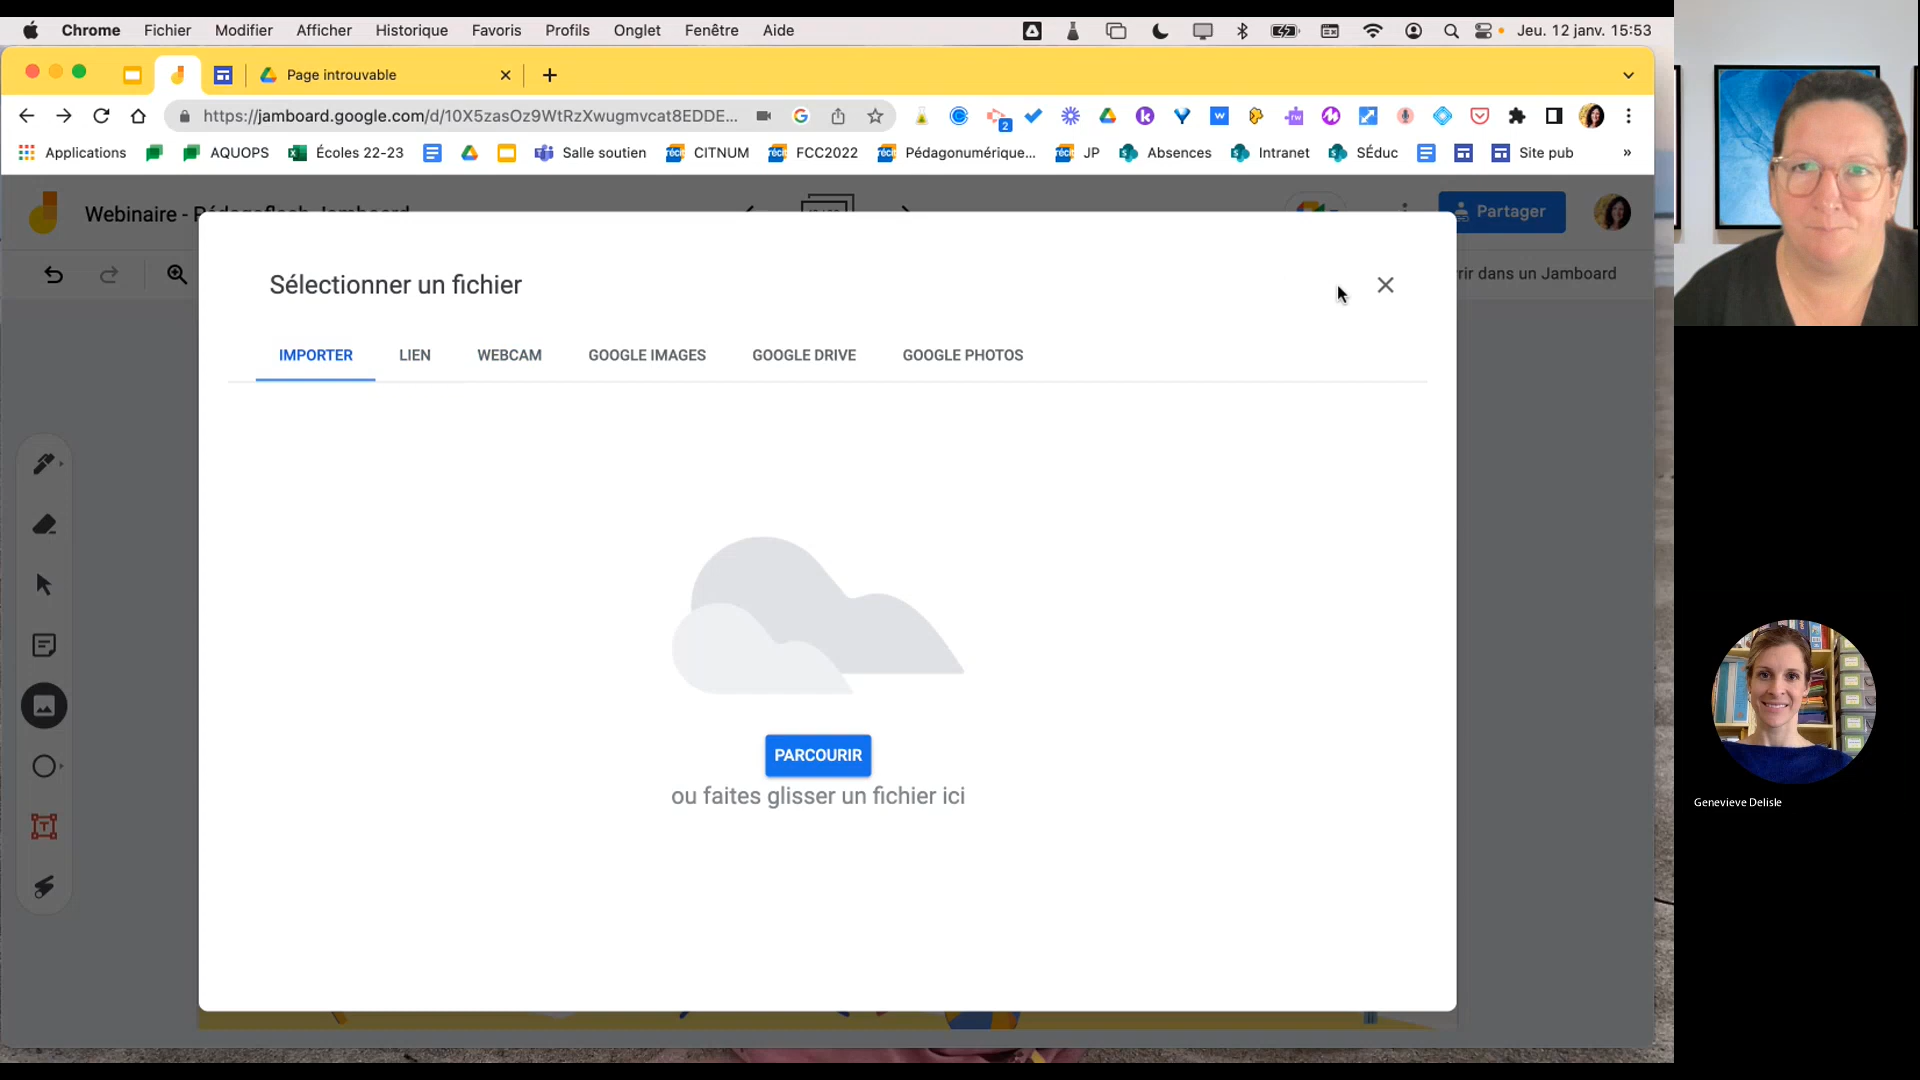 Chrome Fichier Modifier Afficher Historique Favoris Profils Onglet Fenêtre Aide Jeu. 12 janv. 15:53
Page introuvable
https://jamboard.google.com/d/10X5zasOz9WtRzXwugmvcat8EDDE...
2
Applications AQUOPS Écoles 22-23 Salle soutien CITNUM FCC2022 Pédagonumérique... JP Absences Intranet SÉduc Site pub »
Webinaire - Pédagoflash Jamboard Partager
rir dans un Jamboard
Sélectionner un fichier
IMPORTER LIEN WEBCAM GOOGLE IMAGES GOOGLE DRIVE GOOGLE PHOTOS
PARCOURIR
ou faites glisser un fichier ici
Genevieve Delisle